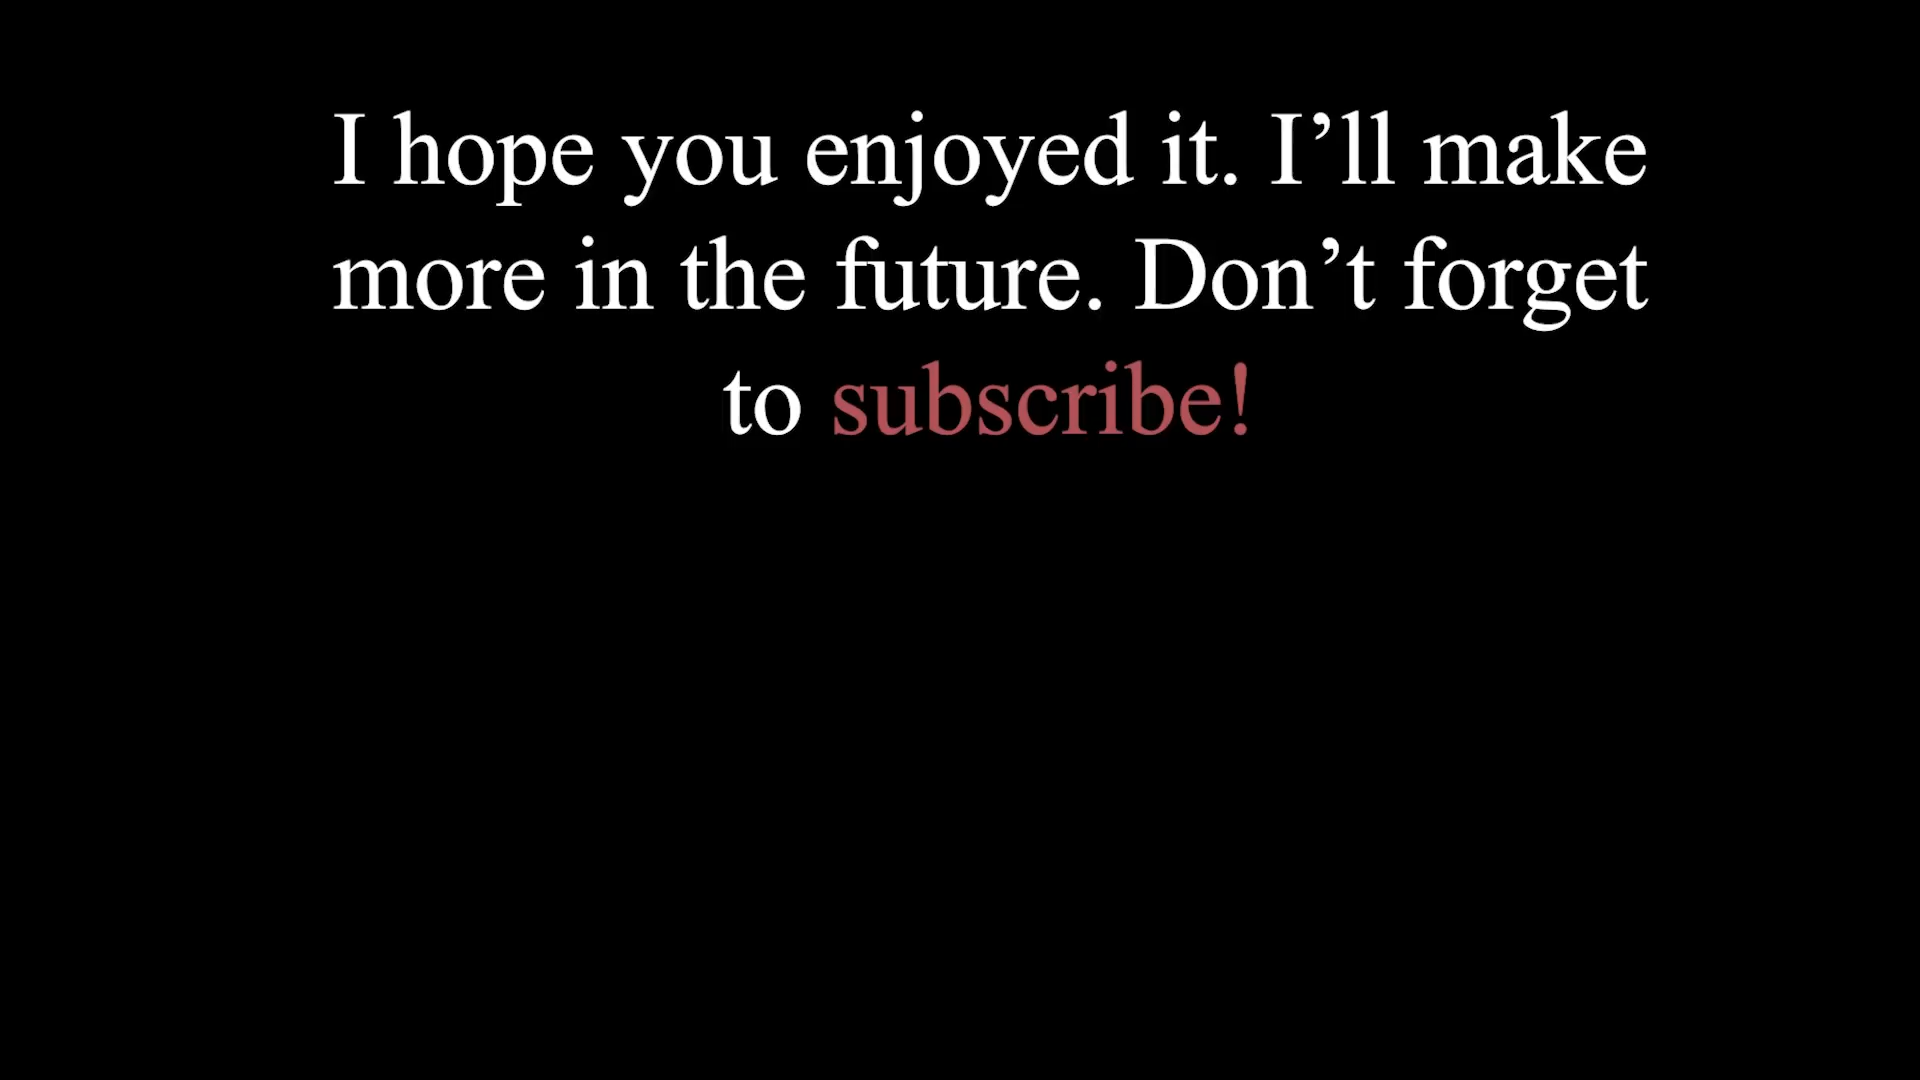 I hope you enjoyed it. I’ll make
more in the future. Don’t forget
to subscribe!